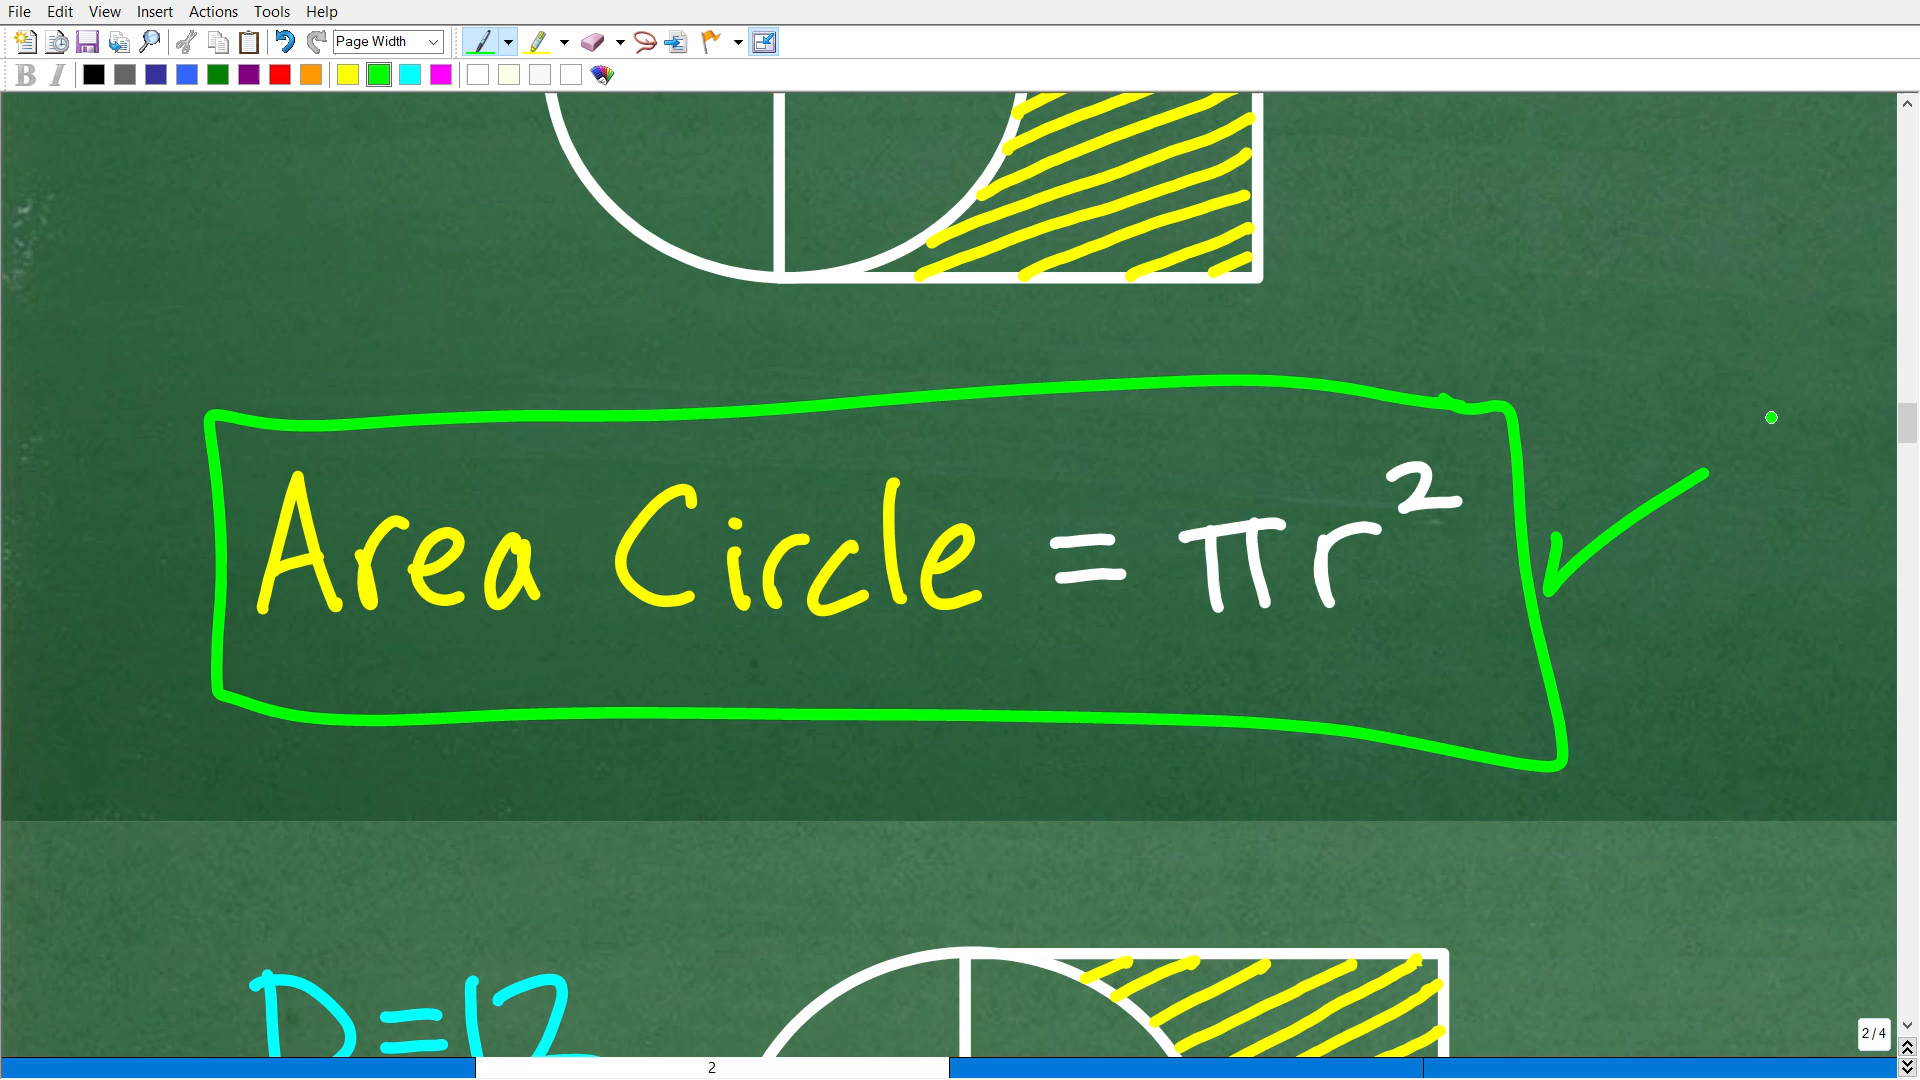 File Edit View Insert Actions Tools Help
Page Width
B I
Area Circle = πr²
D=12
2/4
2